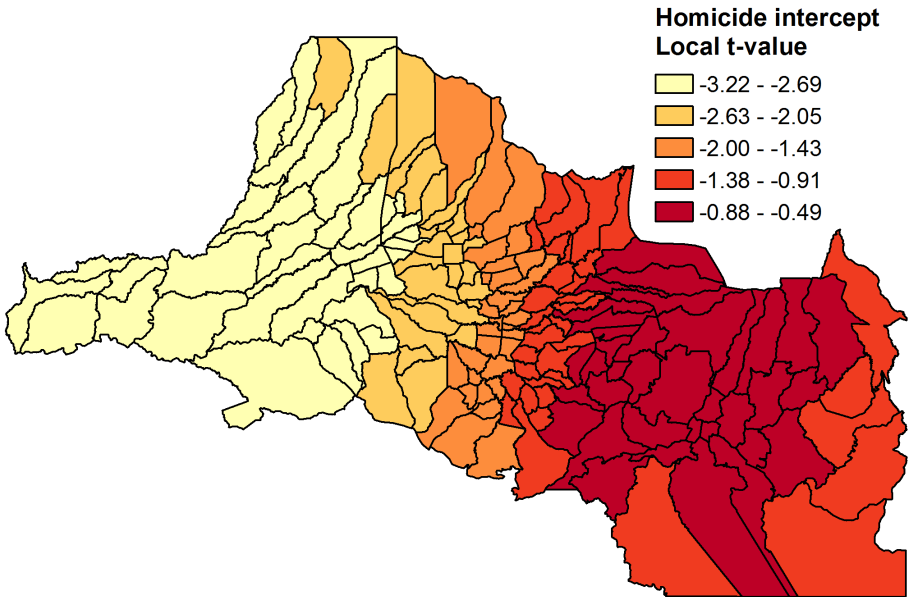 Homicide intercept
Local t-value
-3.22 - -2.69
-2.63 - -2.05
-2.00 - -1.43
-1.38 - -0.91
-0.88 - -0.49